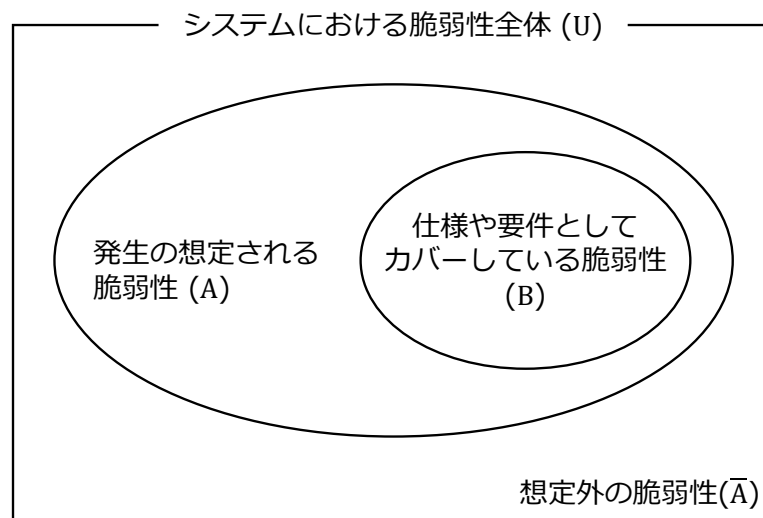 システムにおける脆弱性全体 (U)
仕様や要件として
カバーしている脆弱性
(B)
発生の想定される
脆弱性 (A)
想定外の脆弱性(A̅)